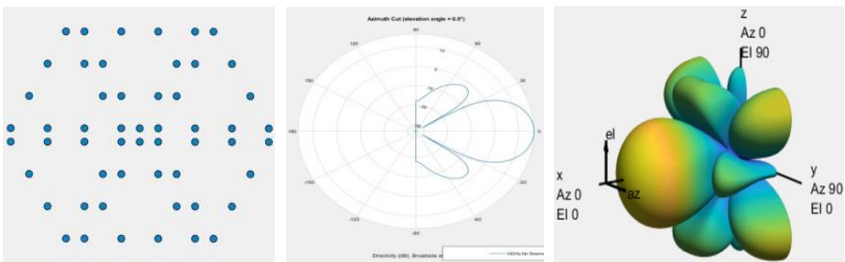 Azimuth Cut (elevation angle = 0.0°)
90
120
60
150
30
180
0
-150
-30
-120
-60
-90
Directivity (dBi), Broadside at
z
Az 0
El 90
el
x
Az 0
El 0
az
y
Az 90
El 0